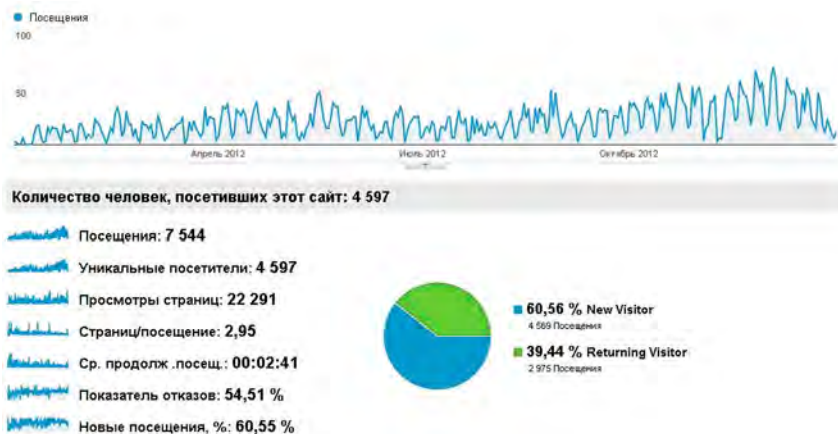 Посещения
100
50
Апрель 2012
Июль 2012
Октябрь 2012
Количество человек, посетивших этот сайт: 4 597
Посещения: 7 544
Уникальные посетители: 4 597
Просмотры страниц: 22 291
Страниц/посещение: 2,95
Ср. продолж .посещ.: 00:02:41
Показатель отказов: 54,51 %
Новые посещения, %: 60,55 %
60,56 % New Visitor
4 569 Посещения
39,44 % Returning Visitor
2 975 Посещения